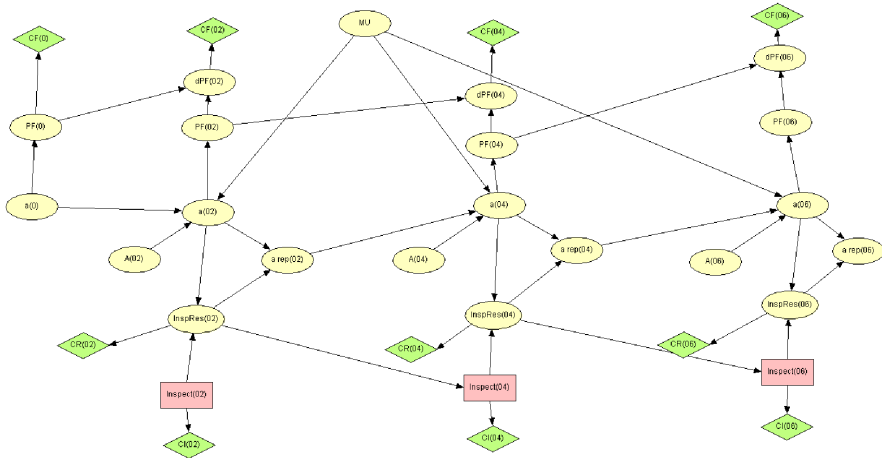 CF(0)
CF(02)
MU
CF(04)
CF(06)
dPF(02)
dPF(04)
dPF(06)
PF(0)
PF(02)
PF(04)
PF(06)
a(0)
a(02)
a(04)
a(06)
A(02)
a rep(02)
A(04)
a rep(04)
A(06)
a rep(06)
InspRes(02)
InspRes(04)
InspRes(06)
CR(02)
CR(04)
CR(06)
Inspect(02)
Inspect(04)
Inspect(06)
CI(02)
CI(04)
CI(06)